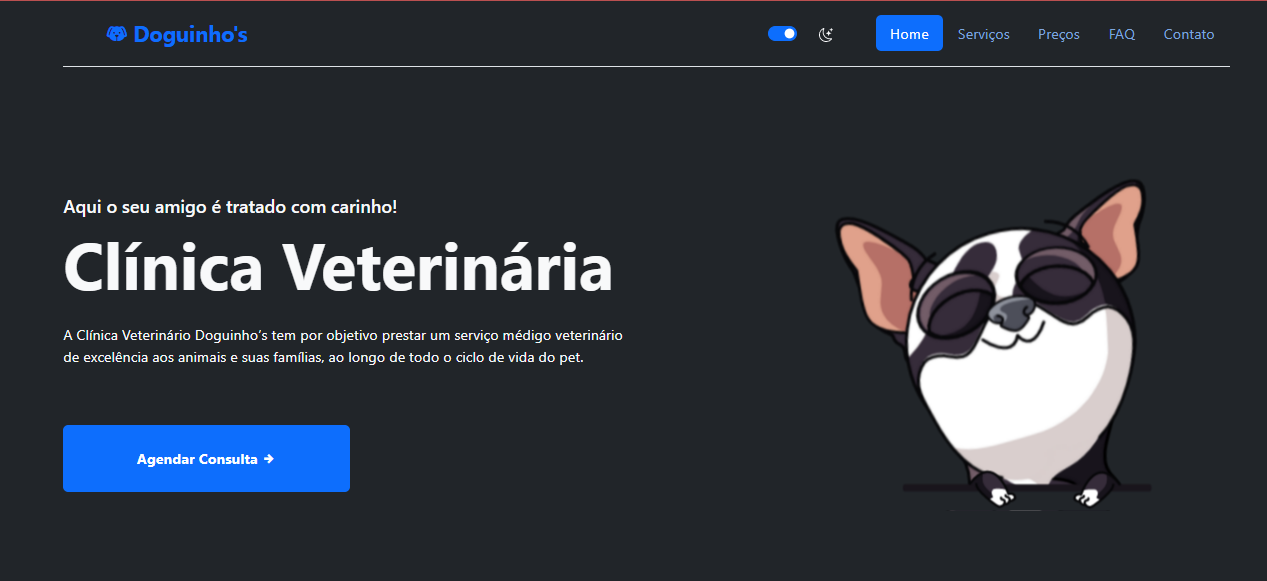 Doguinho's
Home Serviços Preços FAQ Contato
Aqui o seu amigo é tratado com carinho!
Clínica Veterinária
A Clínica Veterinário Doguinho’s tem por objetivo prestar um serviço médigo veterinário
de excelência aos animais e suas famílias, ao longo de todo o ciclo de vida do pet.
Agendar Consulta →